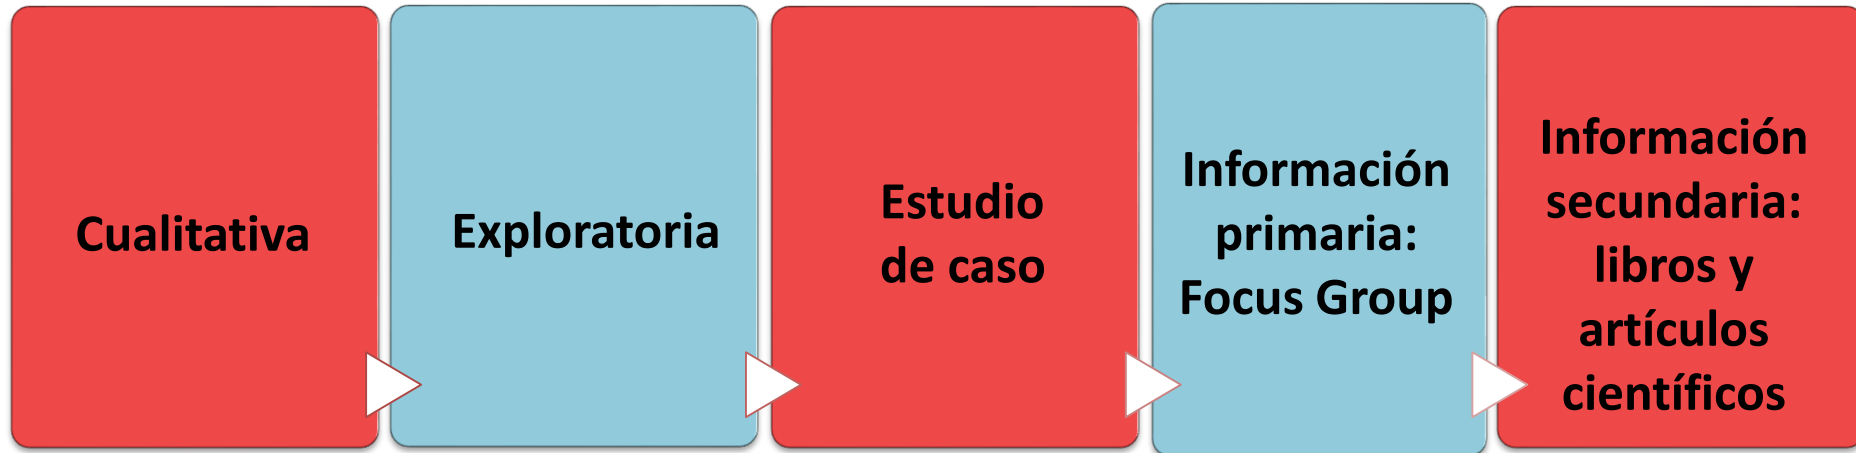 Cualitativa
Exploratoria
Estudio
de caso
Información
primaria:
Focus Group
Información
secundaria:
libros y
artículos
científicos